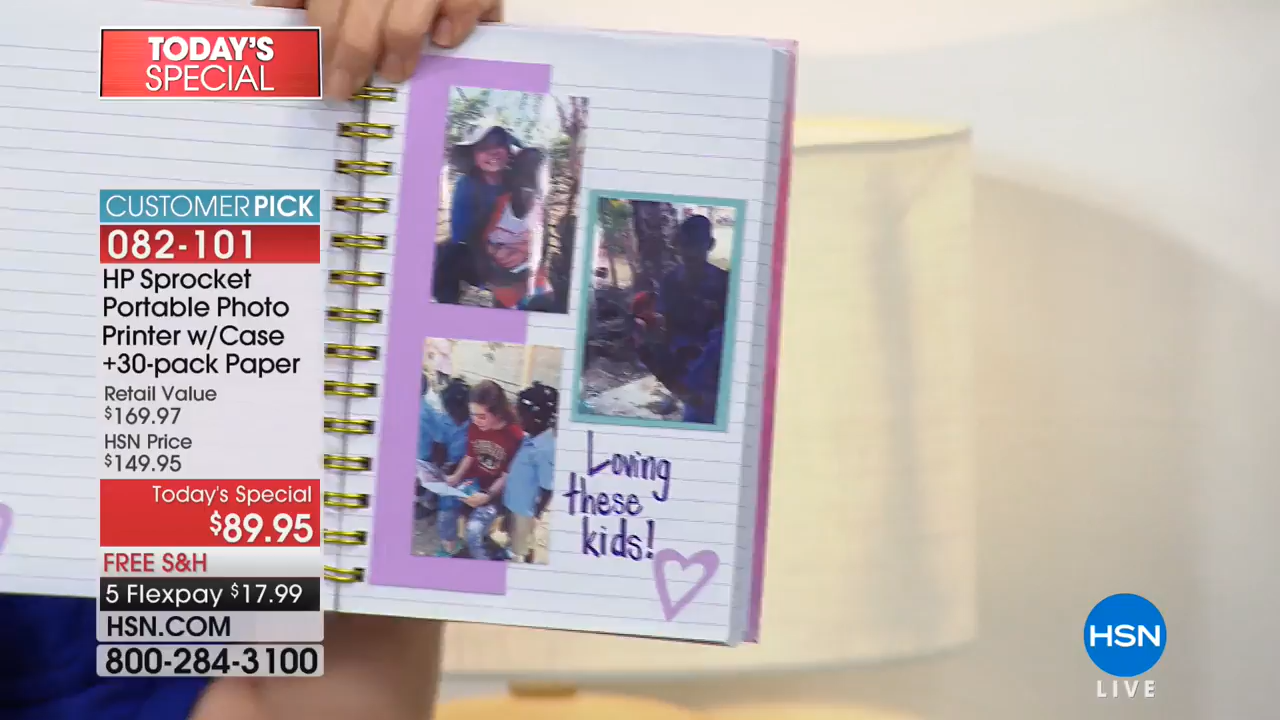 TODAY'S
SPECIAL
CUSTOMER PICK
082-101
HP Sprocket
Portable Photo
Printer w/Case
+30-pack Paper
Retail Value
$169.97
HSN Price
$149.95
Today's Special
$89.95
FREE S&H
5 Flexpay $17.99
HSN.COM
800-284-3100
Loving
these
kids!
HSN
LIVE